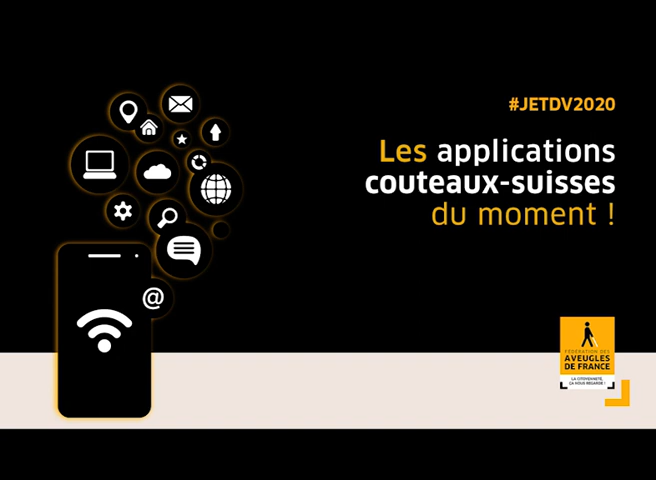 #JETDV2020
Les applications
couteaux-suisses
du moment !
@
FÉDÉRATION DES
AVEUGLES
DE FRANCE
LA CITOYENNETÉ,
ÇA NOUS REGARDE !